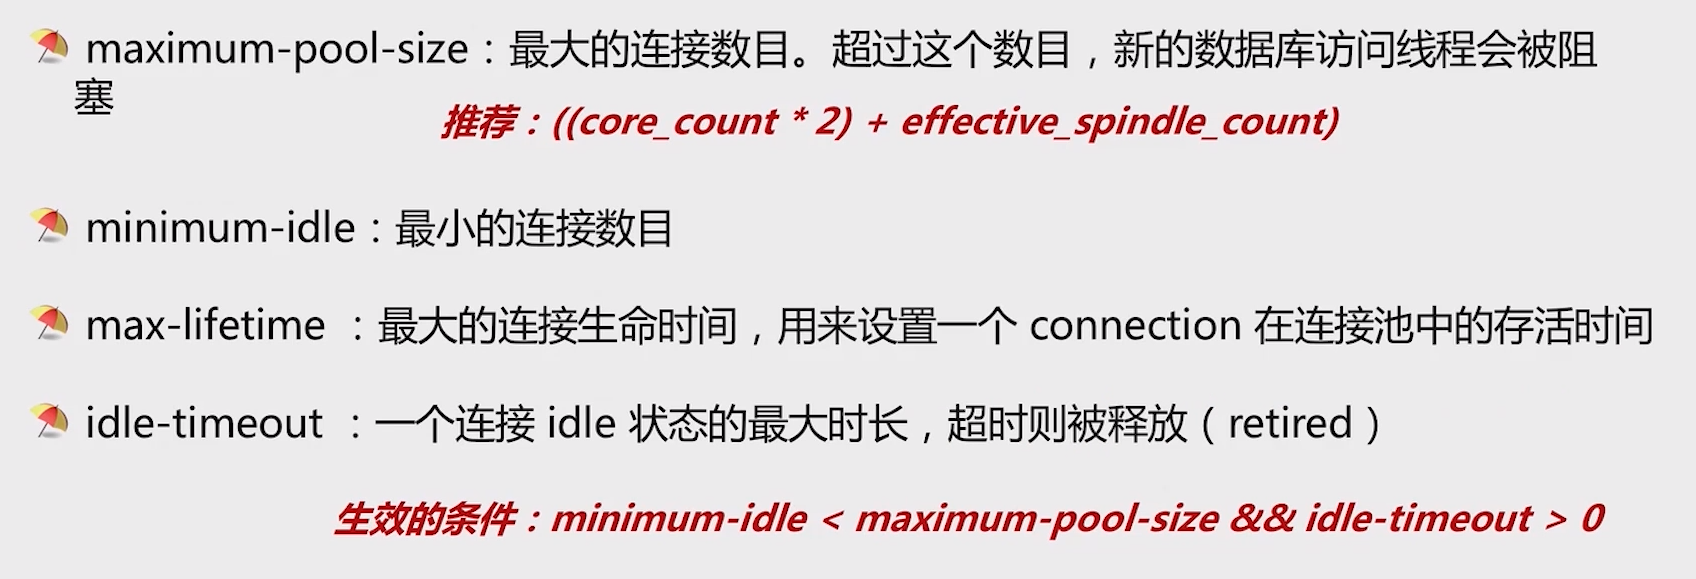 maximum-pool-size：最大的连接数目。超过这个数目，新的数据库访问线程会被阻
塞
推荐：((core_count * 2) + effective_spindle_count)
minimum-idle：最小的连接数目
max-lifetime ：最大的连接生命时间，用来设置一个 connection 在连接池中的存活时间
idle-timeout ：一个连接 idle 状态的最大时长，超时则被释放（retired）
生效的条件：minimum-idle < maximum-pool-size && idle-timeout > 0